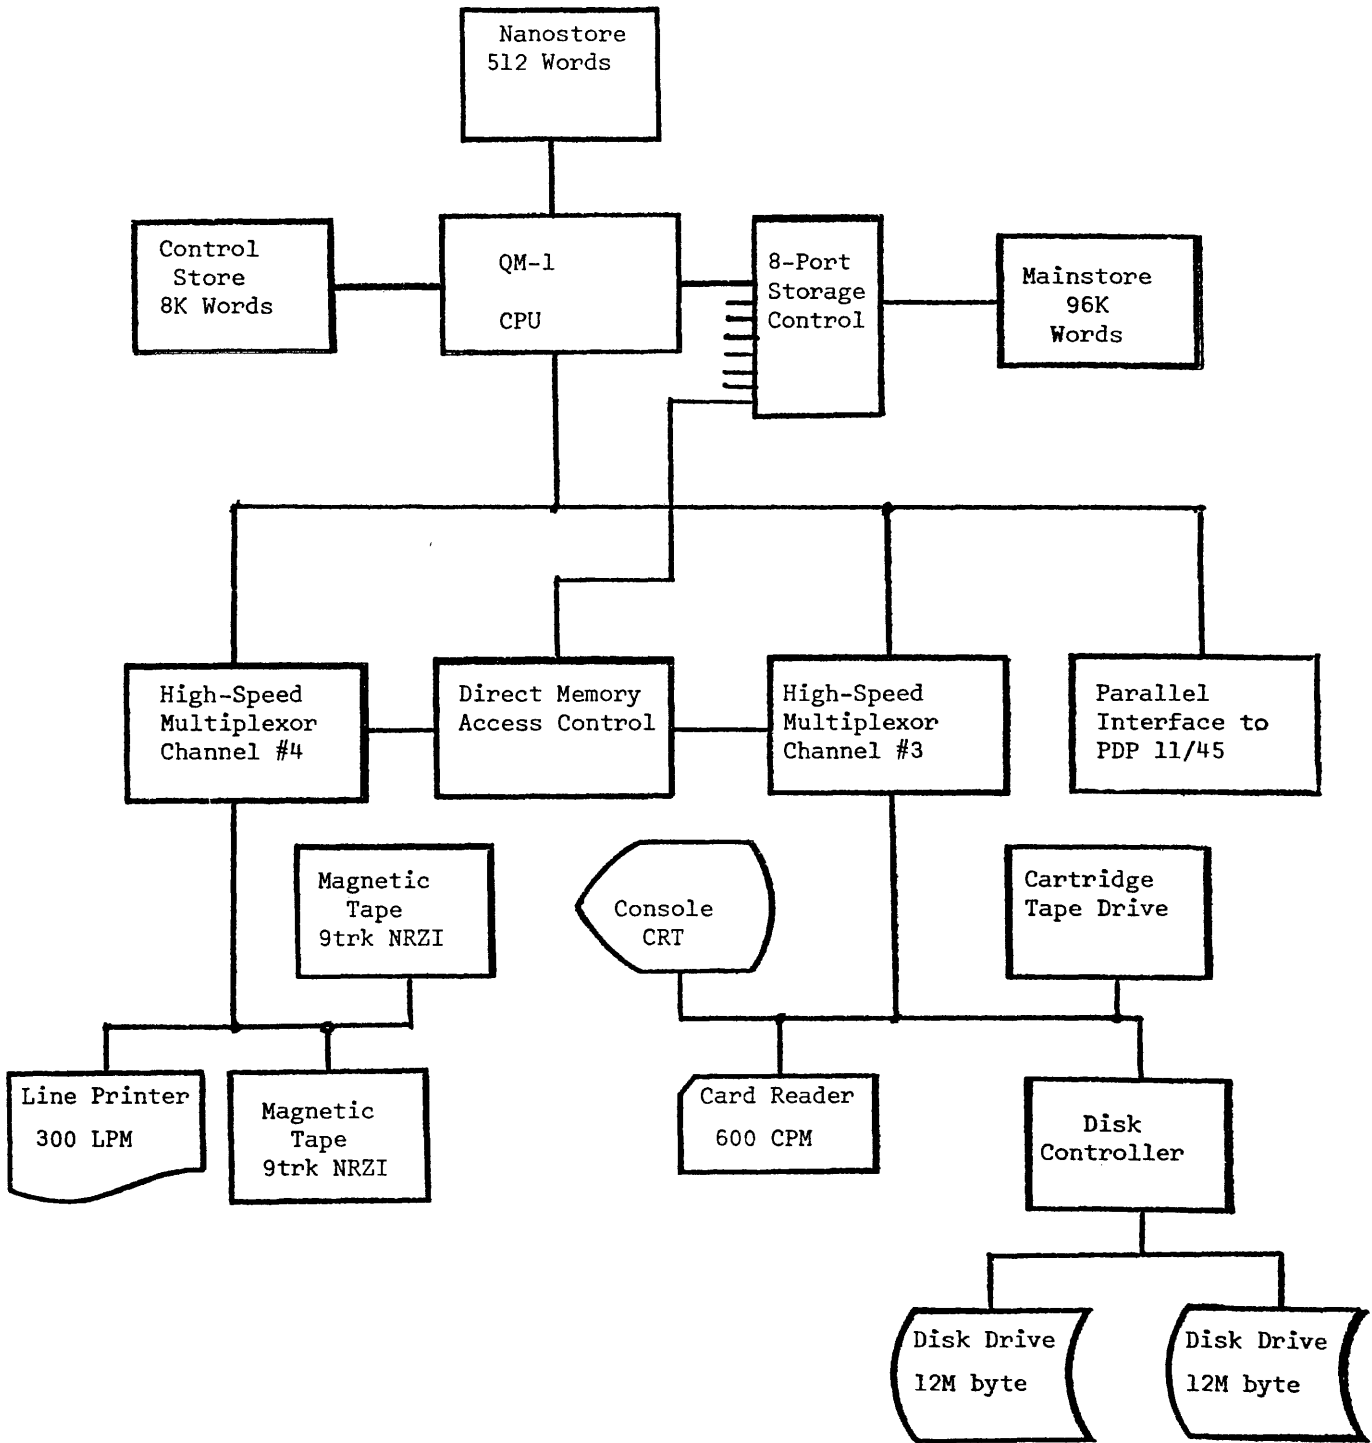 Nanostore
512 Words
Control
Store
8K Words
QM-1
CPU
8-Port
Storage
Control
Mainstore
96K
Words
High-Speed
Multiplexor
Channel #4
Direct Memory
Access Control
High-Speed
Multiplexor
Channel #3
Parallel
Interface to
PDP 11/45
Magnetic
Tape
9trk NRZI
Console
CRT
Cartridge
Tape Drive
Line Printer
300 LPM
Magnetic
Tape
9trk NRZI
Card Reader
600 CPM
Disk
Controller
Disk Drive
12M byte
Disk Drive
12M byte